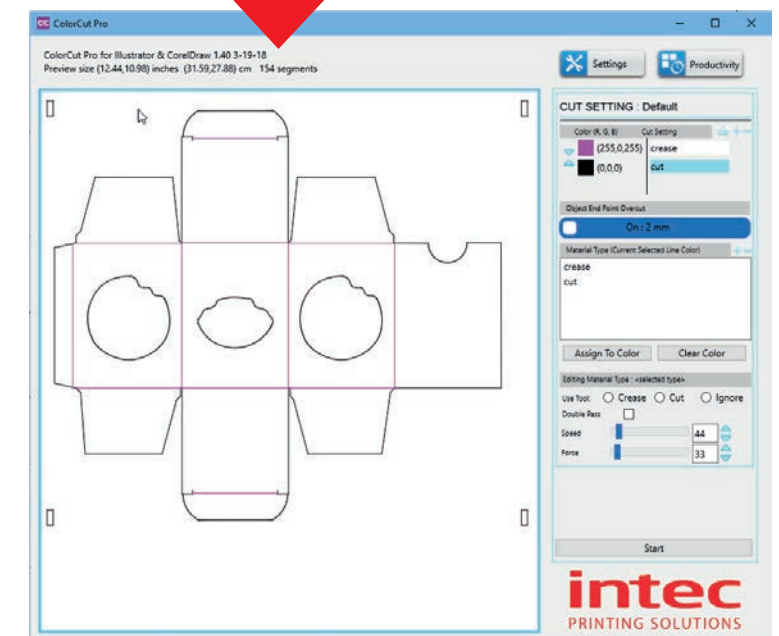 ColorCut Pro
ColorCut Pro for Illustrator & CorelDraw 1.40 3-19-18
Preview size (12.44,10.98) inches (31.59,27.88) cm 154 segments
Settings
Productivity
CUT SETTING : Default
Color (R, G, B) Cut Setting
(255,0,255) crease
(0,0,0) cut
Object End Point Overcut
On : 2 mm
Material Type (Current Selected Line Color)
crease
cut
Assign To Color Clear Color
Editing Material Type : <selected type>
Use Tool: Crease Cut Ignore
Double Pass
Speed 44
Force 33
Start
intec
PRINTING SOLUTIONS